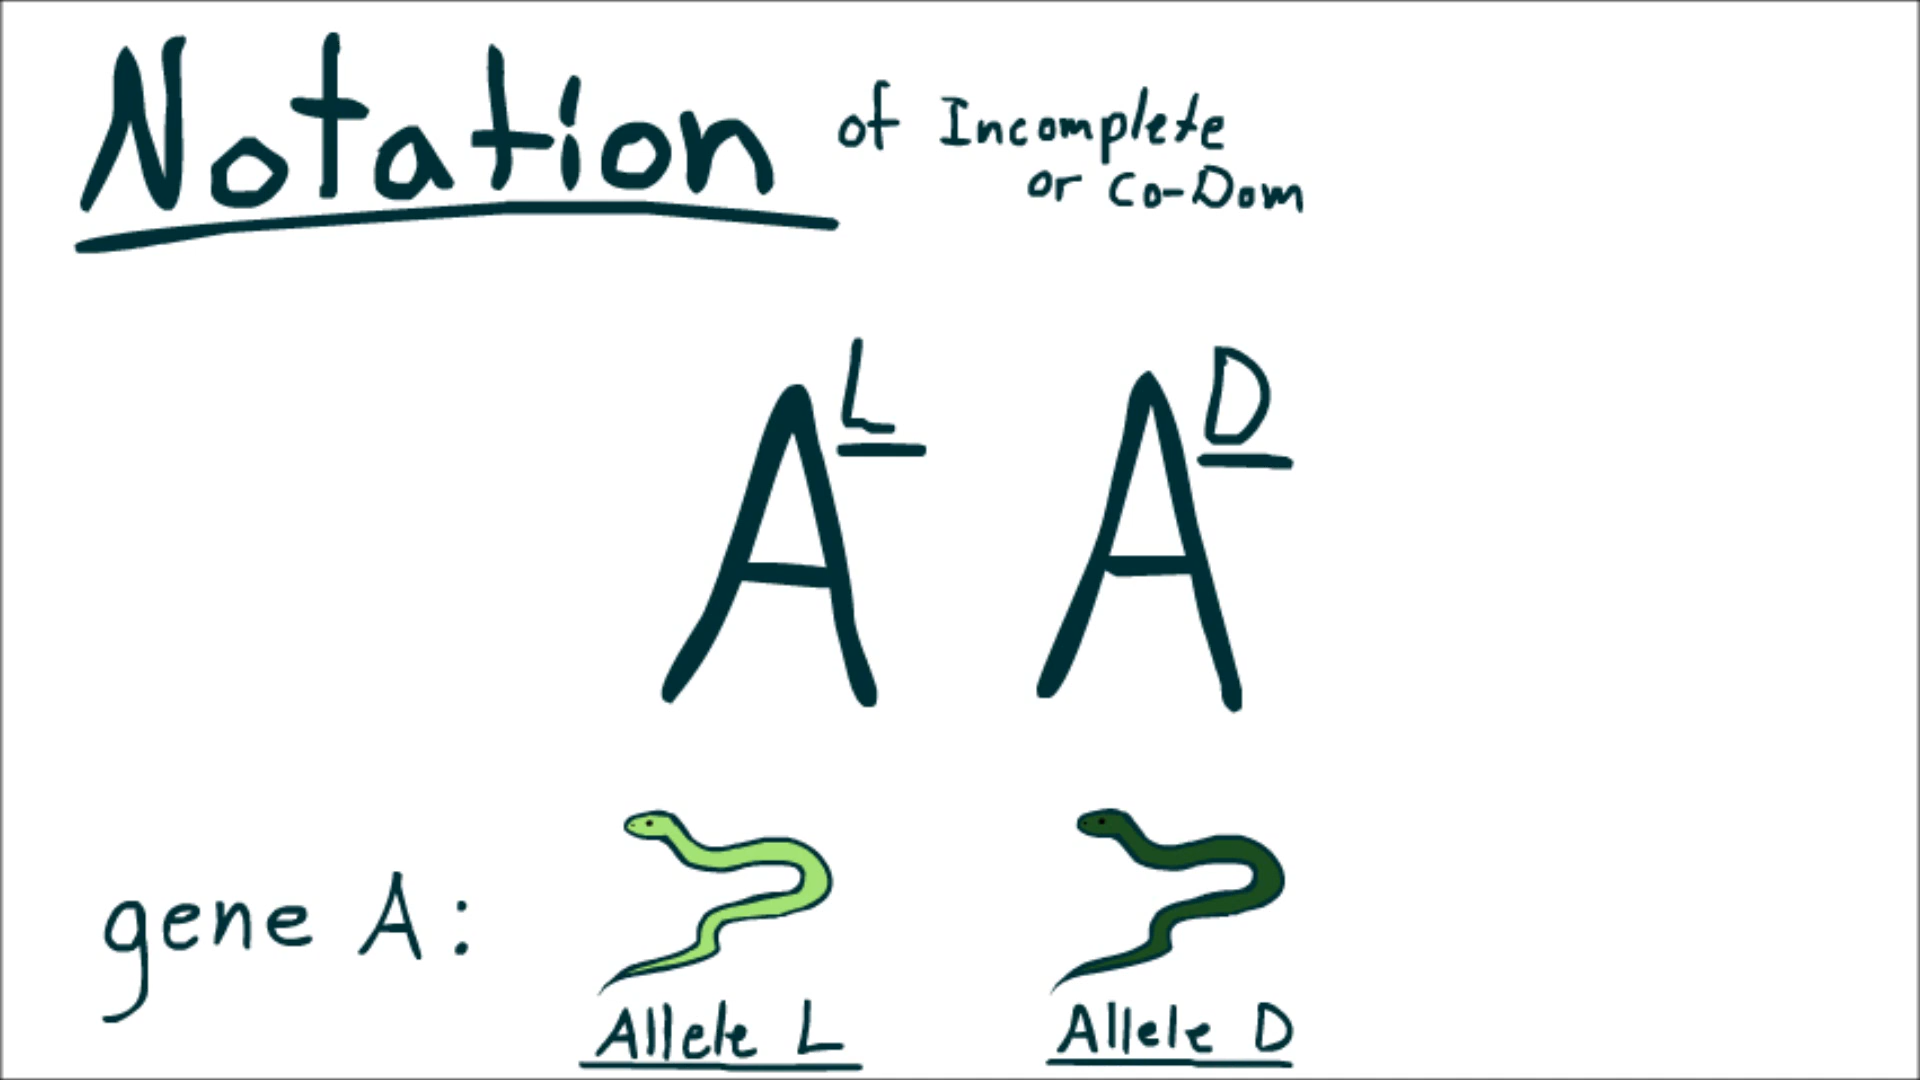 Notation of Incomplete
or Co-Dom
A^L A^D
gene A:
Allele L Allele D